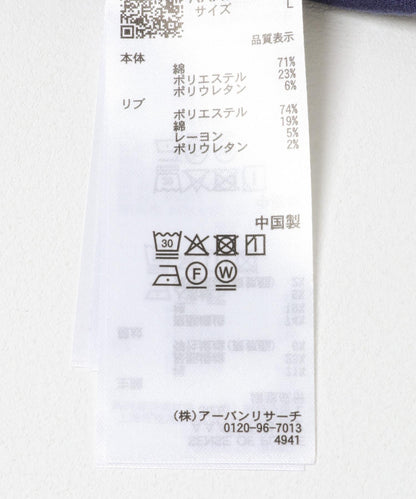 サイズ L
品質表示
本体
綿 71%
ポリエステル 23%
ポリウレタン 6%
リブ
ポリエステル 74%
綿 19%
レーヨン 5%
ポリウレタン 2%
中国製
30
F W
(株)アーバンリサーチ
0120-96-7013
4941